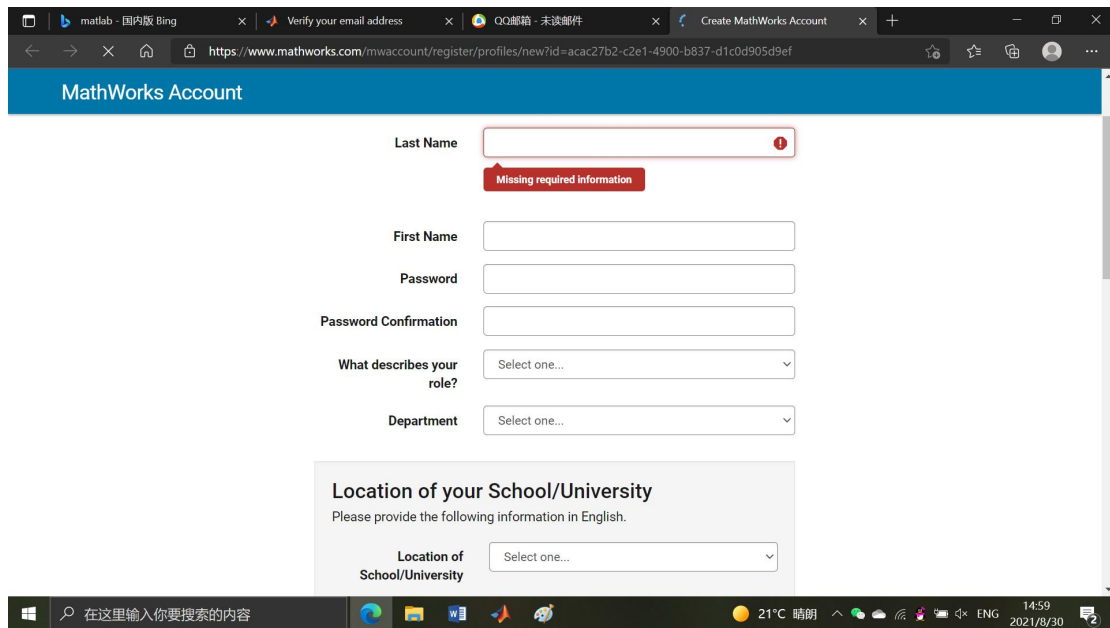 matlab - 国内版 Bing
Verify your email address
QQ邮箱 - 未读邮件
Create MathWorks Account
https://www.mathworks.com/mwaccount/register/profiles/new?id=acac27b2-c2e1-4900-b837-d1c0d905d9ef
MathWorks Account
Last Name
Missing required information
First Name
Password
Password Confirmation
What describes your
role?
Select one...
Department
Select one...
Location of your School/University
Please provide the following information in English.
Location of
School/University
Select one...
在这里输入你要搜索的内容
21°C 晴朗
ENG
14:59
2021/8/30
2